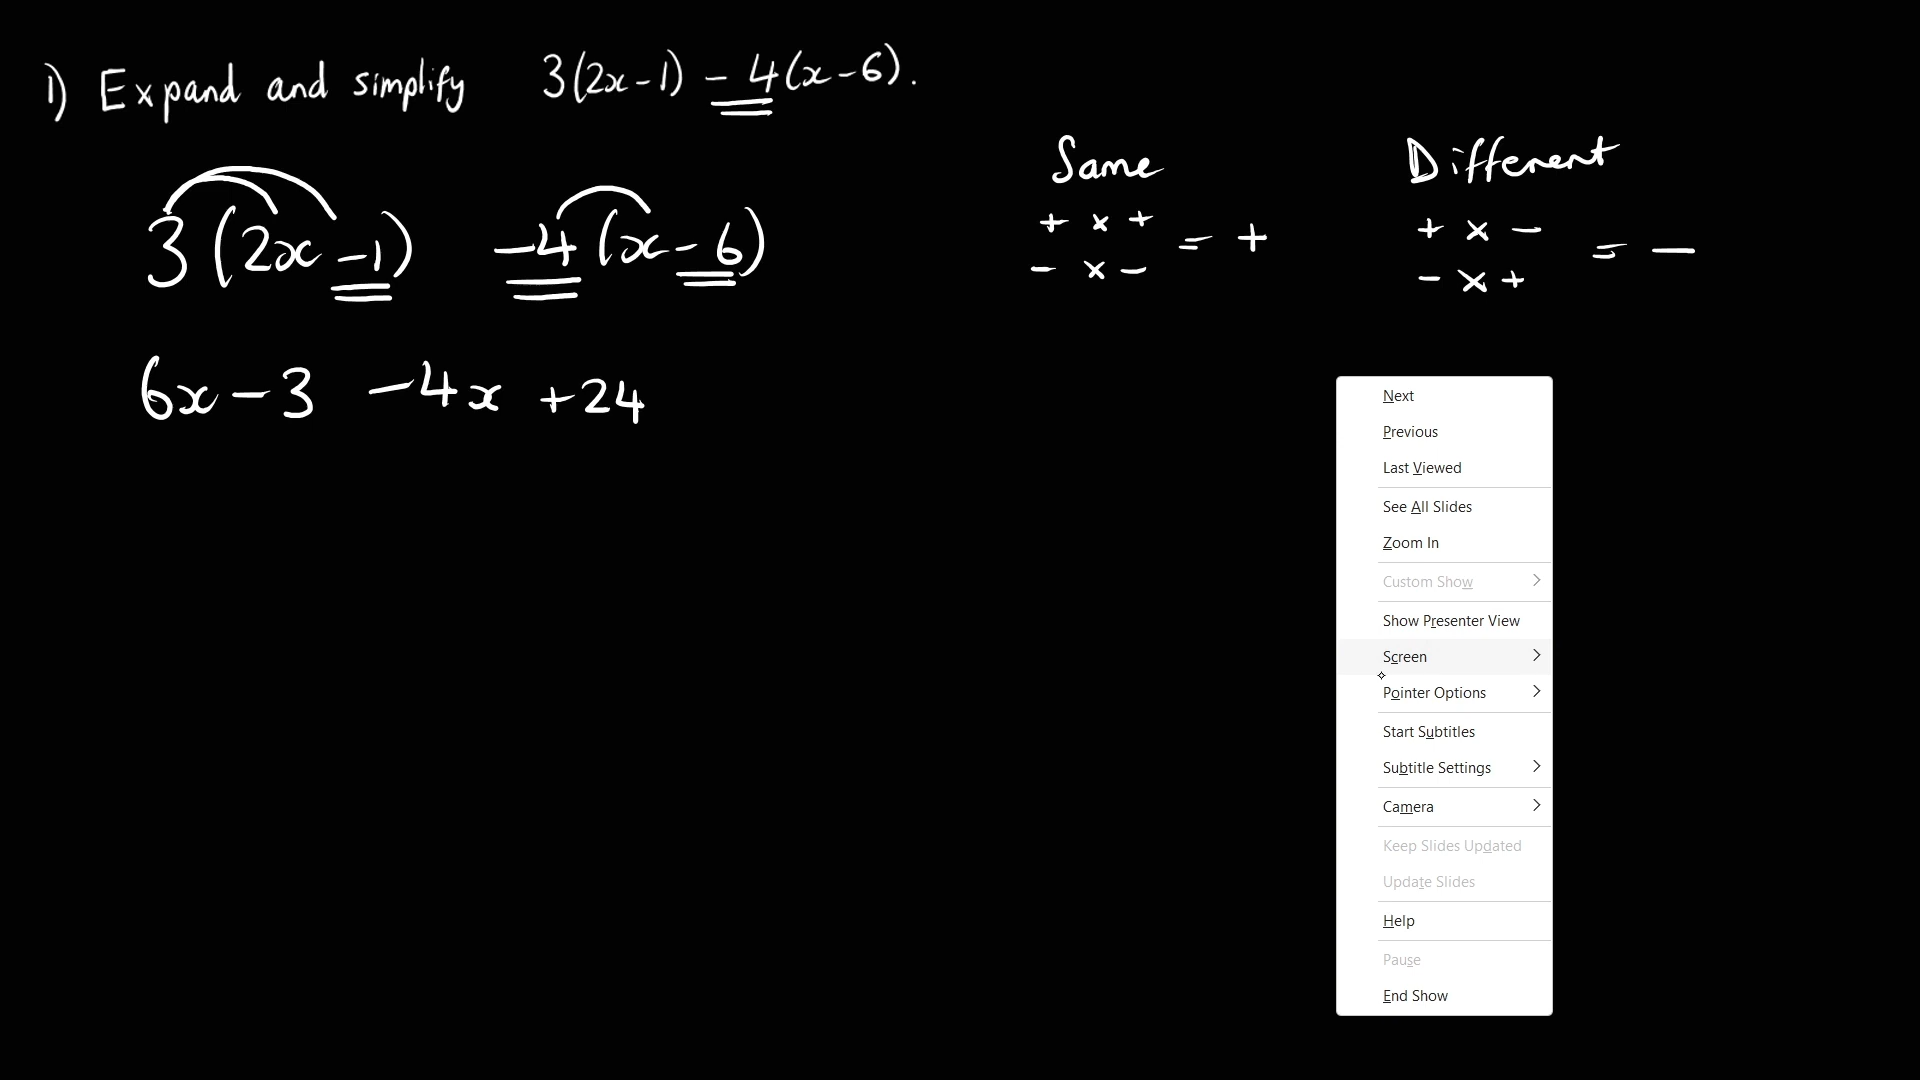 1) Expand and simplify 3(2x-1) - 4(x-6).
Same
Different
3(2x-1) -4(x-6)
+ x +
- x -
= +
+ x -
- x +
= -
6x-3 -4x +24
Next
Previous
Last Viewed
See All Slides
Zoom In
Custom Show
Show Presenter View
Screen
Pointer Options
Start Subtitles
Subtitle Settings
Camera
Keep Slides Updated
Update Slides
Help
Pause
End Show